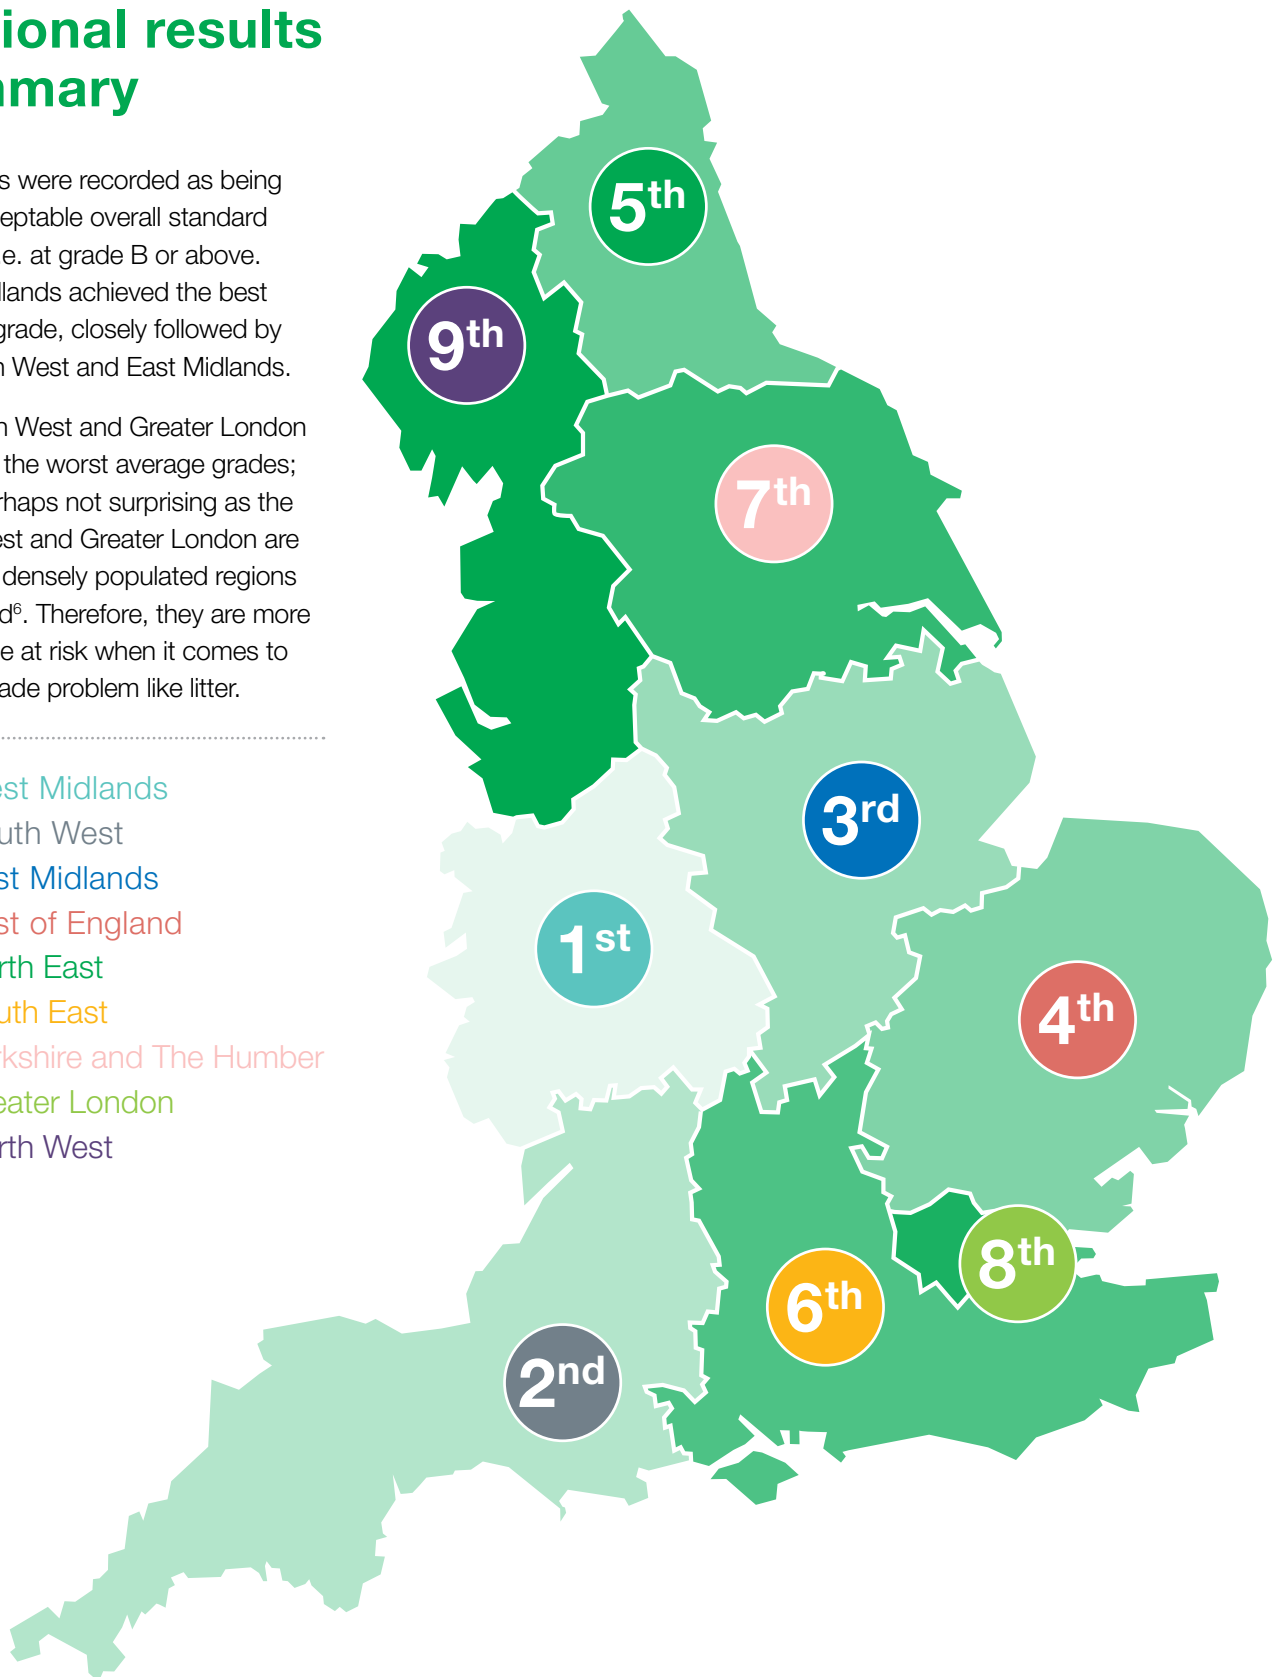 ional results
mmary
s were recorded as being
eptable overall standard
.e. at grade B or above.
llands achieved the best
grade, closely followed by
n West and East Midlands.
n West and Greater London
the worst average grades;
rhaps not surprising as the
est and Greater London are
densely populated regions
d⁶. Therefore, they are more
e at risk when it comes to
ade problem like litter.
est Midlands
uth West
st Midlands
st of England
rth East
uth East
rkshire and The Humber
eater London
rth West
5th
9th
7th
3rd
1st
4th
8th
6th
2nd